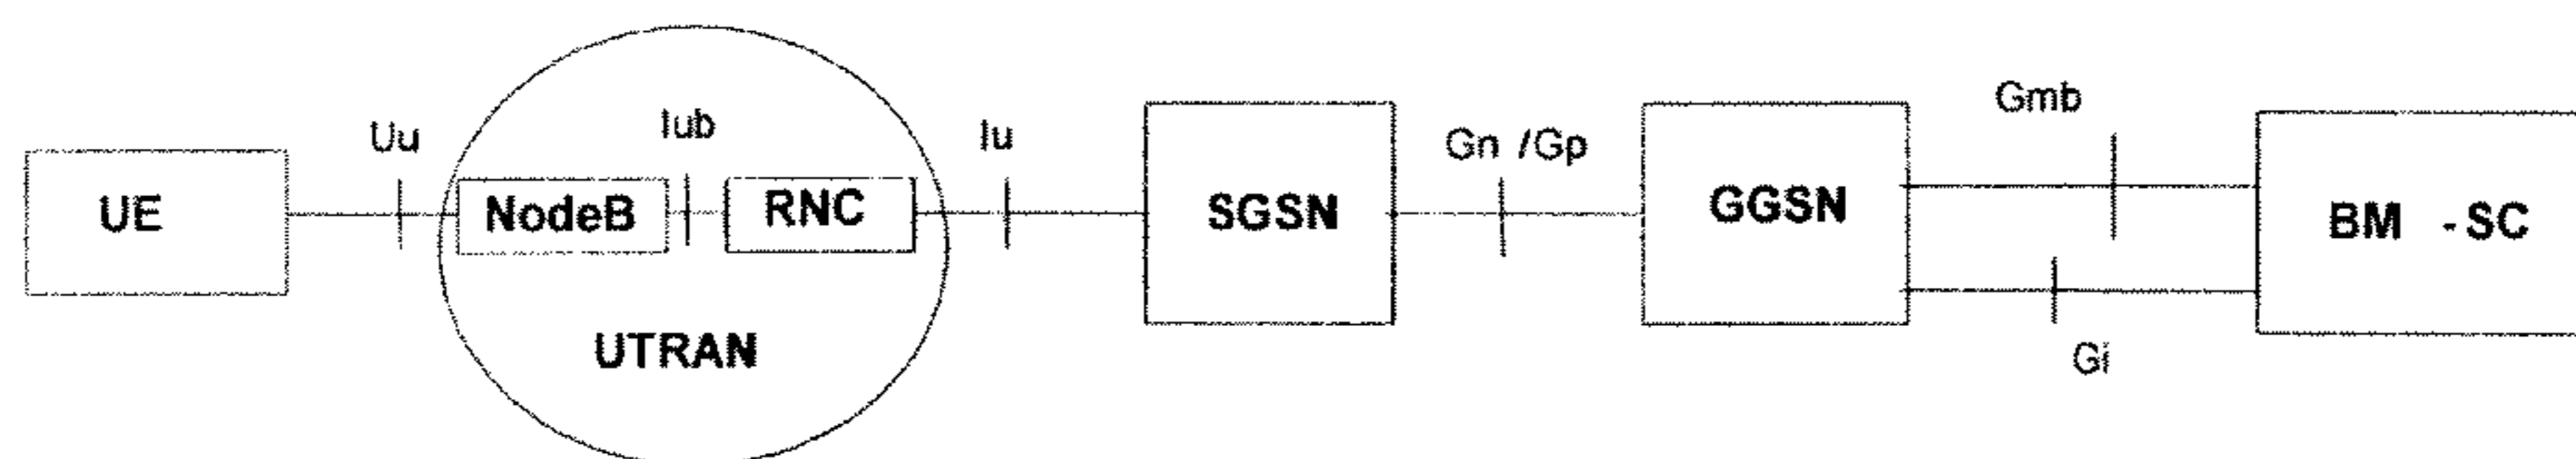 Gmb
Uu
Iub
Iu
Gn /Gp
UE
NodeB
RNC
SGSN
GGSN
BM -SC
UTRAN
Gi